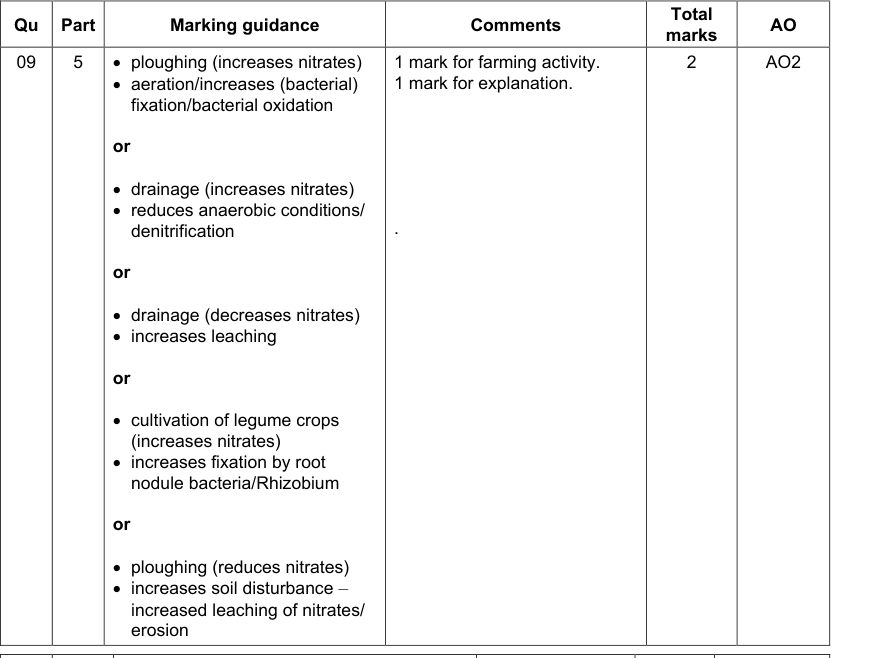 Qu Part Marking guidance Comments Total marks AO
09 5 • ploughing (increases nitrates) 1 mark for farming activity. 2 AO2
• aeration/increases (bacterial) 1 mark for explanation.
fixation/bacterial oxidation
or
• drainage (increases nitrates)
• reduces anaerobic conditions/
denitrification .
or
• drainage (decreases nitrates)
• increases leaching
or
• cultivation of legume crops
(increases nitrates)
• increases fixation by root
nodule bacteria/Rhizobium
or
• ploughing (reduces nitrates)
• increases soil disturbance –
increased leaching of nitrates/
erosion